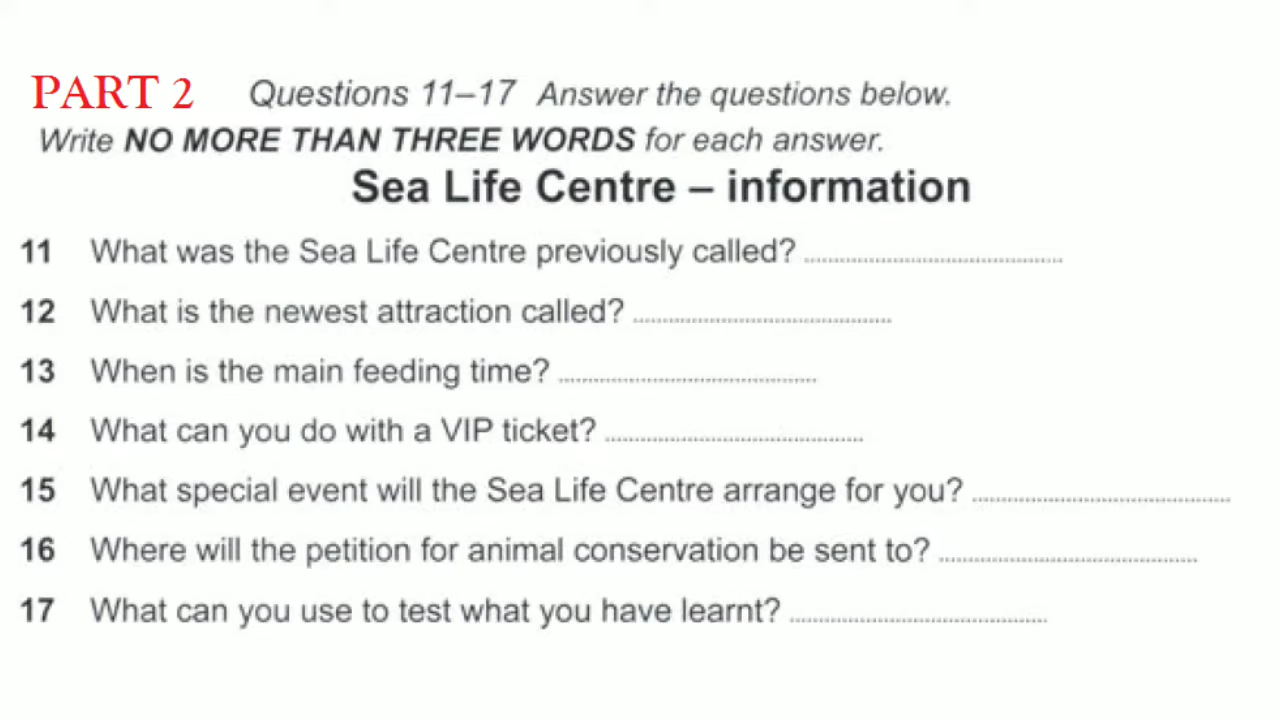 PART 2 Questions 11–17 Answer the questions below.
Write NO MORE THAN THREE WORDS for each answer.
Sea Life Centre – information
11 What was the Sea Life Centre previously called? ................................
12 What is the newest attraction called? ................................
13 When is the main feeding time? ................................
14 What can you do with a VIP ticket? ................................
15 What special event will the Sea Life Centre arrange for you? ................................
16 Where will the petition for animal conservation be sent to? ................................
17 What can you use to test what you have learnt? ................................